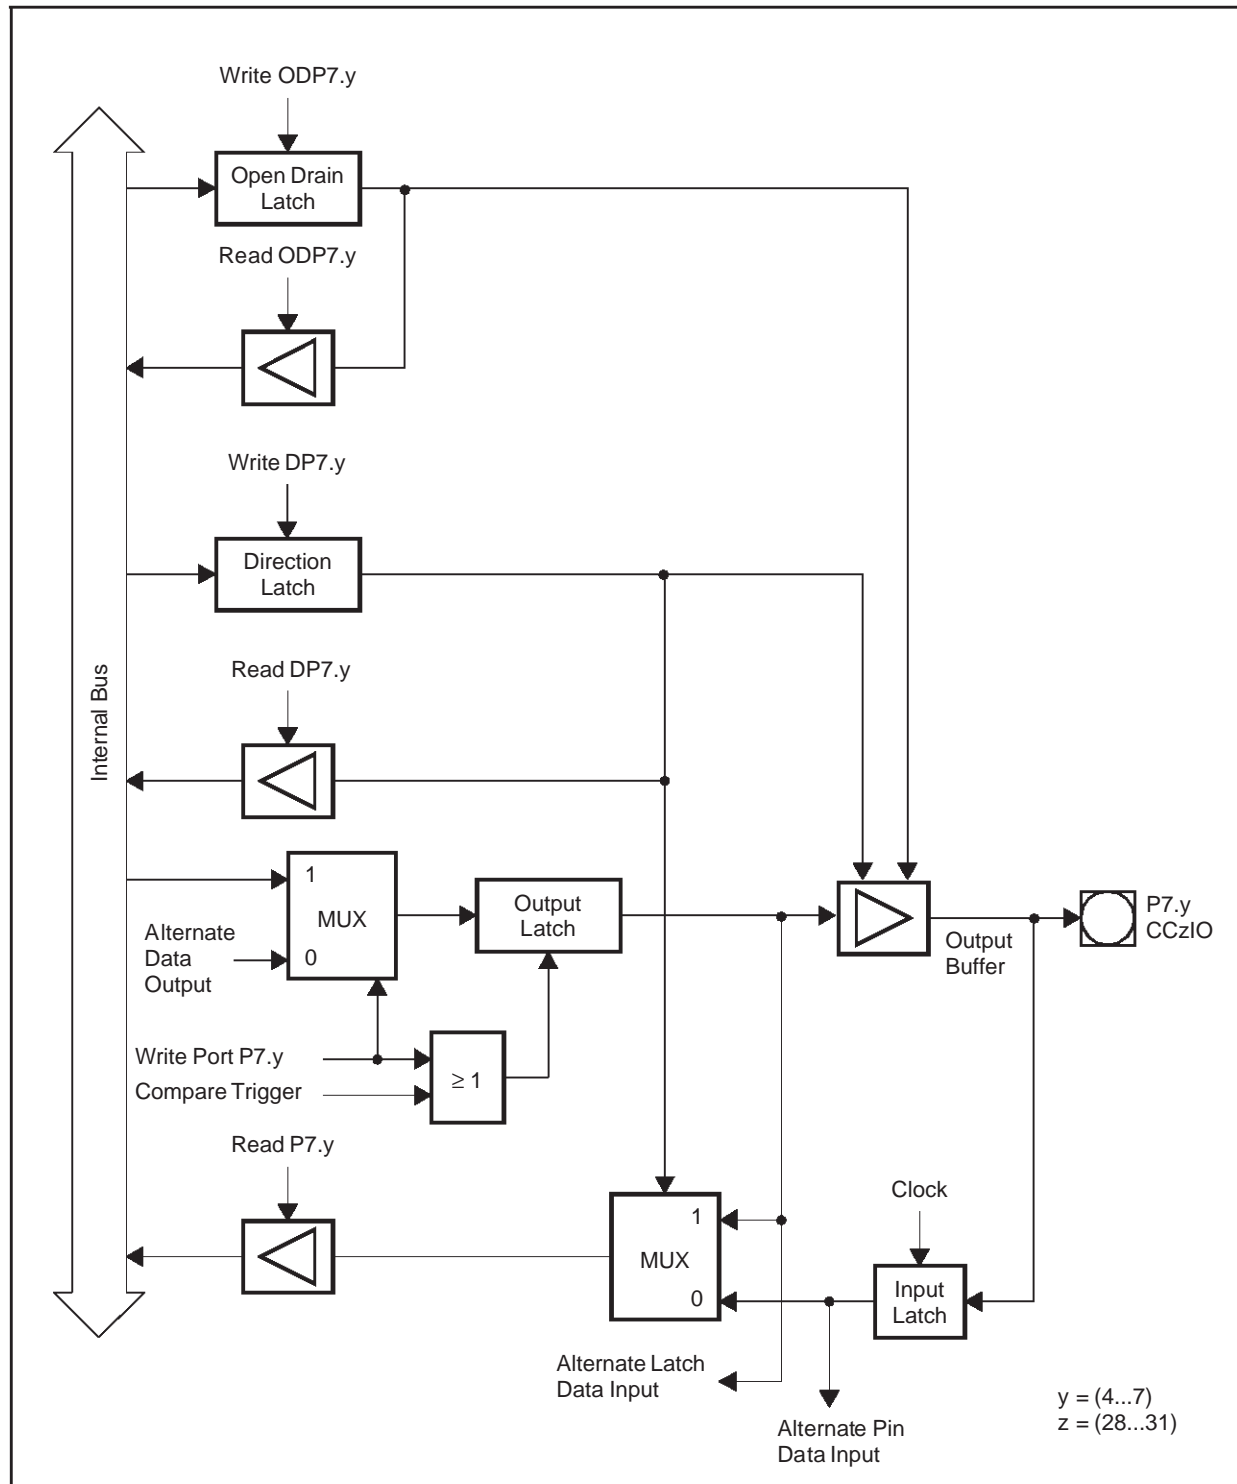 Write ODP7.y
Open Drain
Latch
Read ODP7.y
Write DP7.y
Direction
Latch
Internal Bus
Read DP7.y
1
MUX
0
Alternate
Data
Output
Output
Latch
Output
Buffer
P7.y
CCzIO
Write Port P7.y
Compare Trigger
≥ 1
Read P7.y
1
MUX
0
Clock
Input
Latch
Alternate Latch
Data Input
Alternate Pin
Data Input
y = (4...7)
z = (28...31)